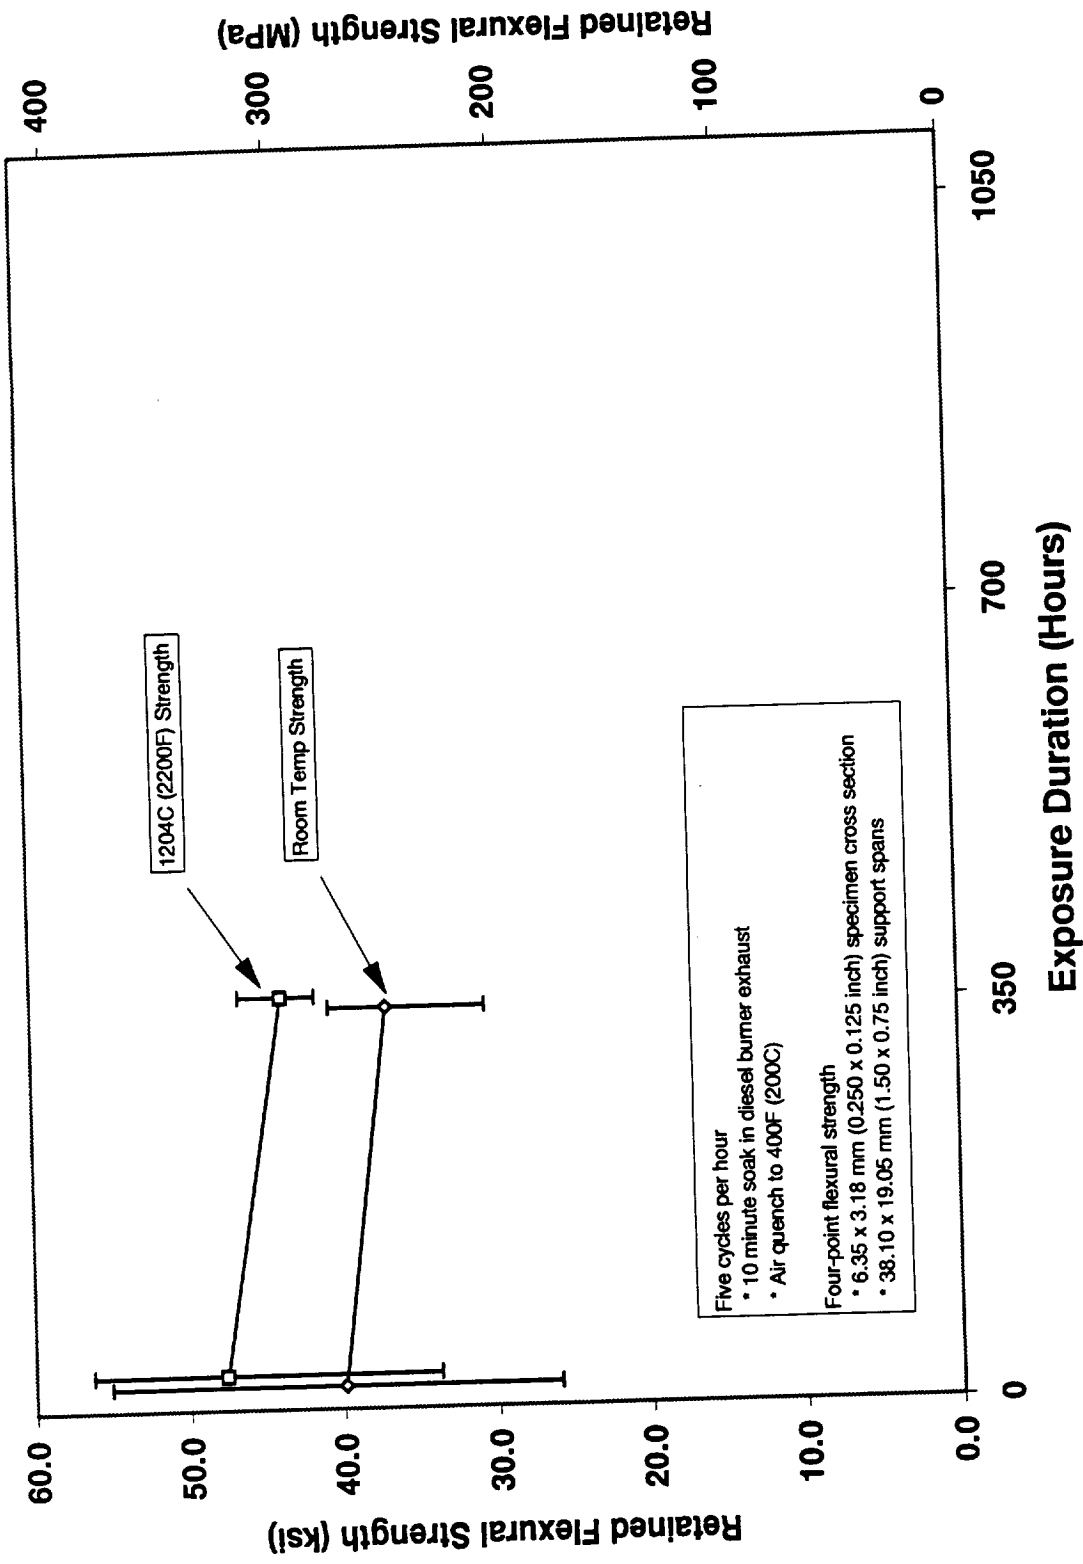 Retained Flexural Strength (MPa)
400
300
200
100
0
1204C (2200F) Strength
Room Temp Strength
Five cycles per hour
* 10 minute soak in diesel burner exhaust
* Air quench to 400F (200C)
Four-point flexural strength
* 6.35 x 3.18 mm (0.250 x 0.125 inch) specimen cross section
* 38.10 x 19.05 mm (1.50 x 0.75 inch) support spans
60.0
50.0
40.0
30.0
20.0
10.0
0.0
Retained Flexural Strength (ksi)
0
350
700
1050
Exposure Duration (Hours)